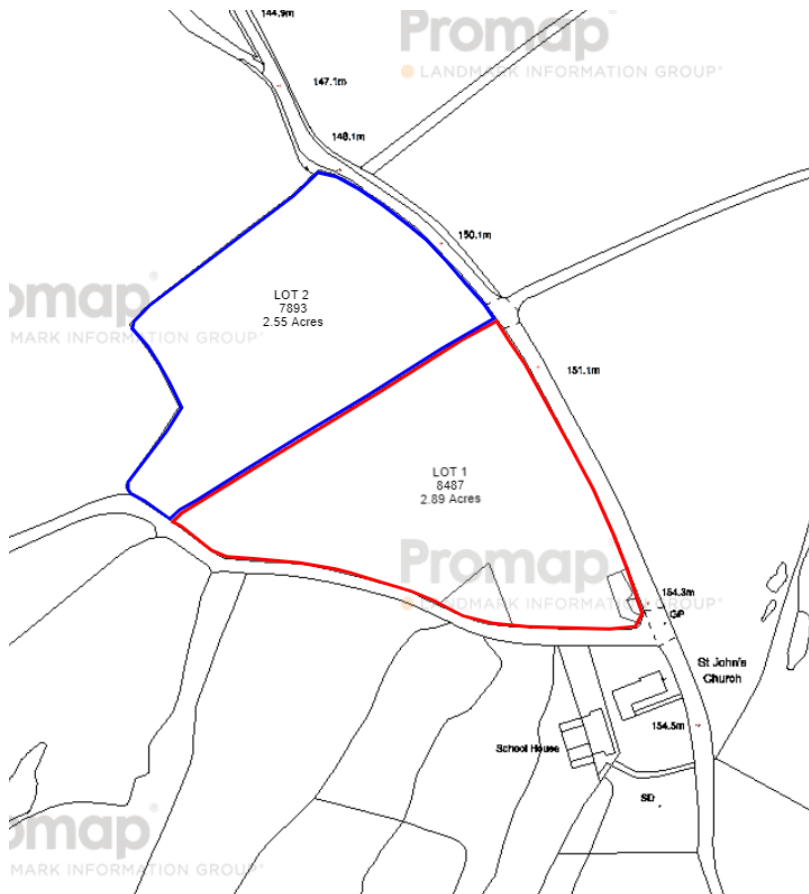 144.9m
Promap
LANDMARK INFORMATION GROUP
147.1m
148.1m
150.1m
omap
MARK INFORMATION GROUP
LOT 2
7893
2.55 Acres
151.1m
LOT 1
8487
2.89 Acres
Promap
LANDMARK INFORMATION GROUP
154.3m
GP
St John's
Church
154.5m
School House
SD
omap
MARK INFORMATION GROUP